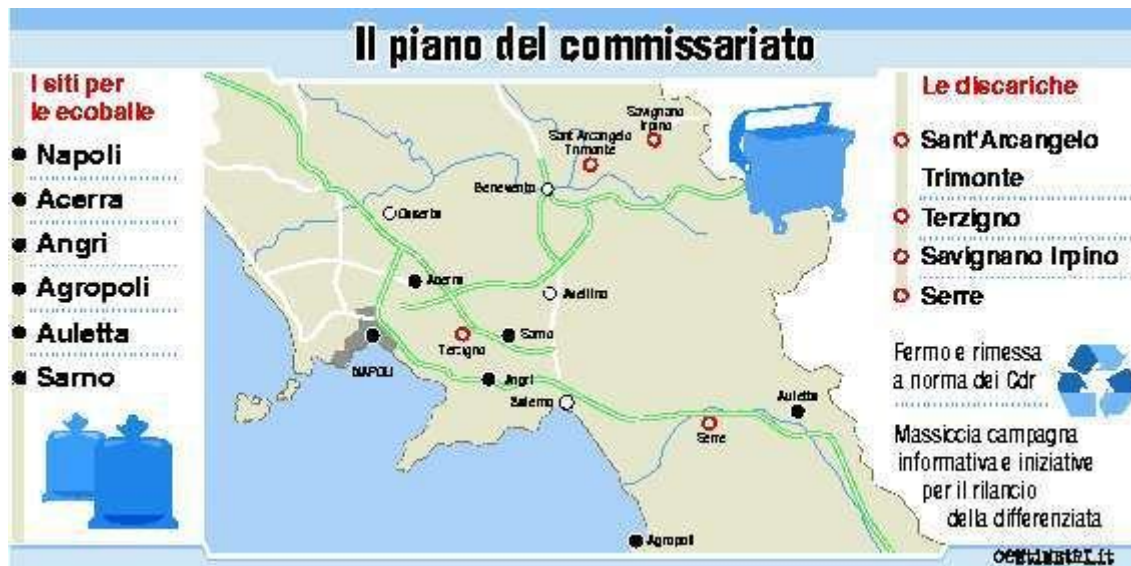 Il piano del commissariato
I siti per
le ecoballe
Napoli
Acerra
Angri
Agropoli
Auletta
Sarno
Savignano
Irpino
Sant'Arcangelo
Trimonte
Benevento
Caserta
Acerra
Avellino
Terzigno
Sarno
NAPOLI
Angri
Salerno
Auletta
Serre
Agropoli
Le discariche
Sant'Arcangelo
Trimonte
Terzigno
Savignano Irpino
Serre
Fermo e rimessa
a norma dei Cdr
Massiccia campagna
informativa e iniziative
per il rilancio
della differenziata